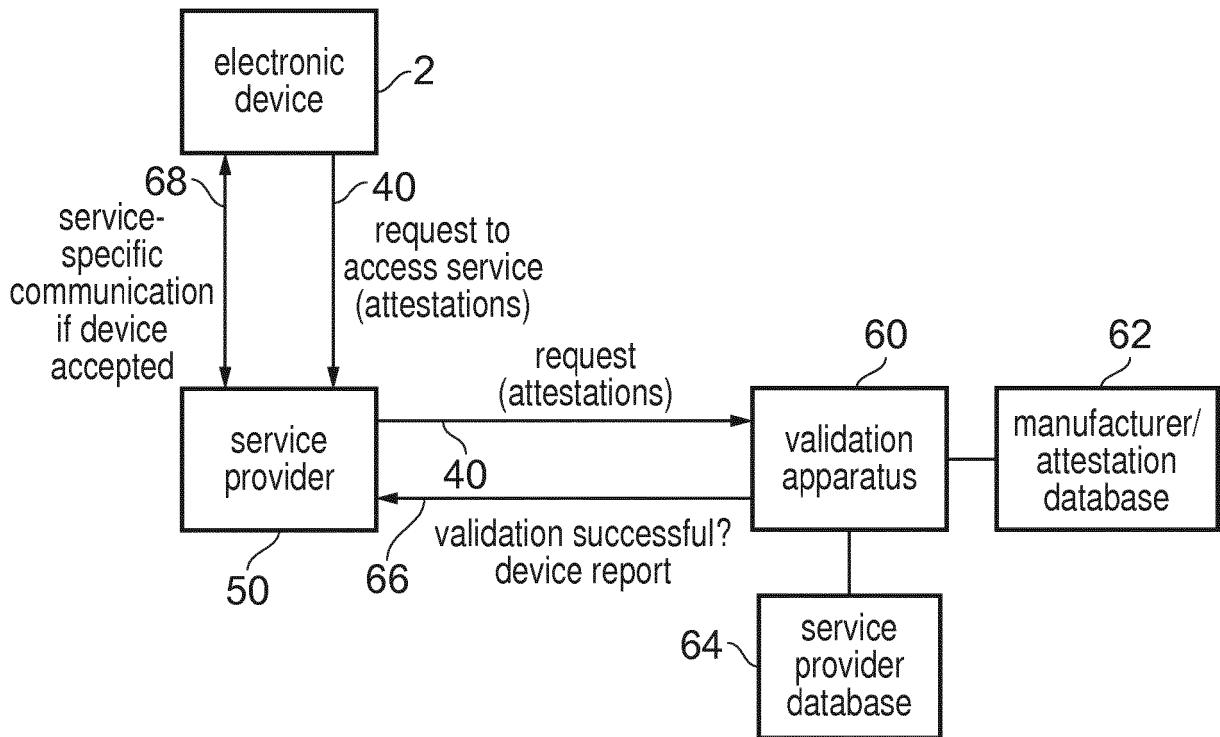 electronic
device
2
68
service-
specific
communication
if device
accepted
40
request to
access service
(attestations)
request
(attestations)
40
service
provider
50
60
validation
apparatus
62
manufacturer/
attestation
database
validation successful?
device report
66
64
service
provider
database